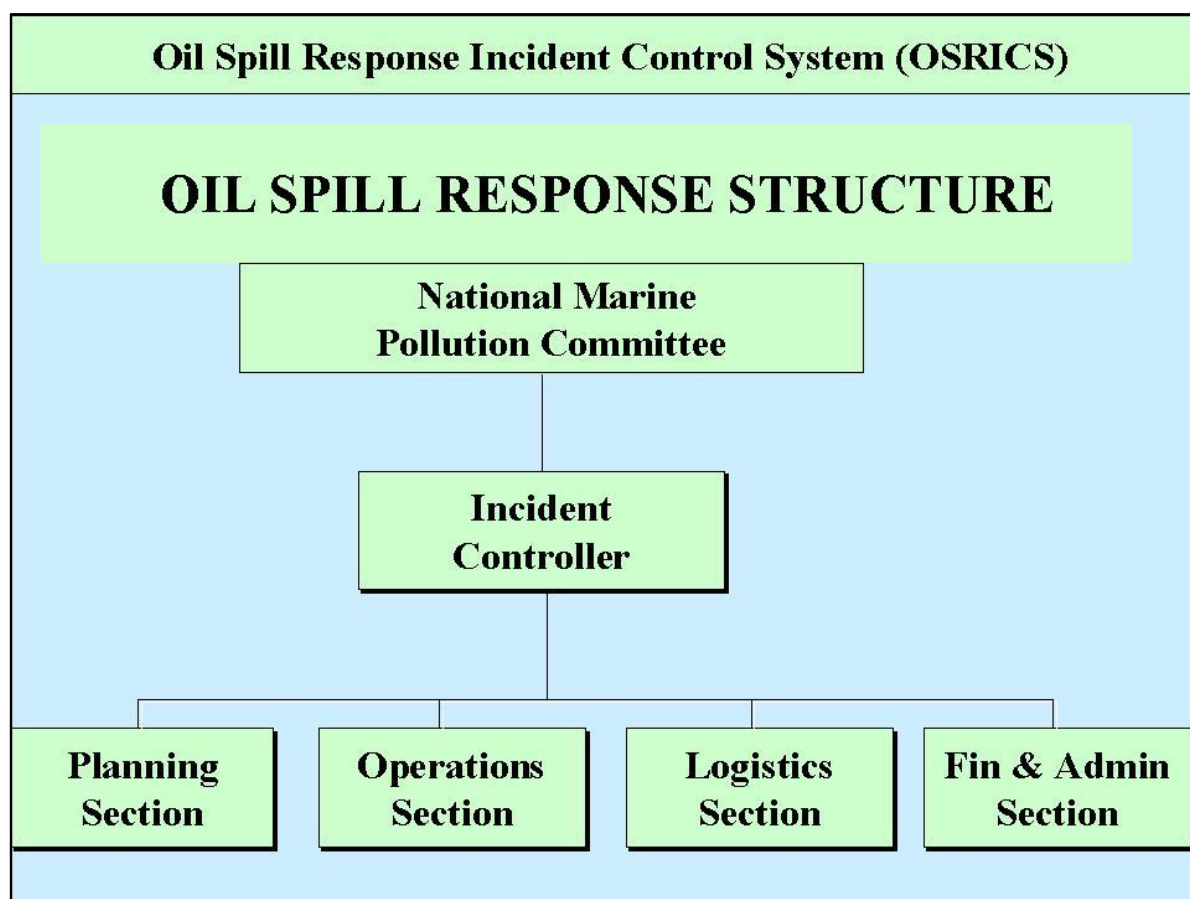 Oil Spill Response Incident Control System (OSRICS)
OIL SPILL RESPONSE STRUCTURE
National Marine
Pollution Committee
Incident
Controller
Planning
Section
Operations
Section
Logistics
Section
Fin & Admin
Section